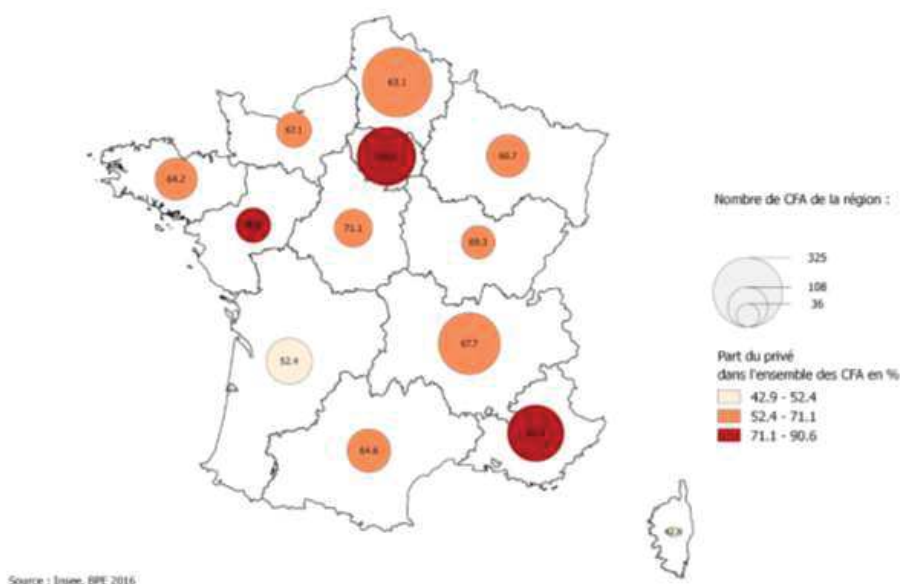 63.1
67.1
64.2
71.1
69.3
52.4
67.7
64.6
42.9
Nombre de CFA de la région :
325
108
36
Part du privé
dans l'ensemble des CFA en %
42.9 - 52.4
52.4 - 71.1
71.1 - 90.6
Source : Insee, BPE 2016